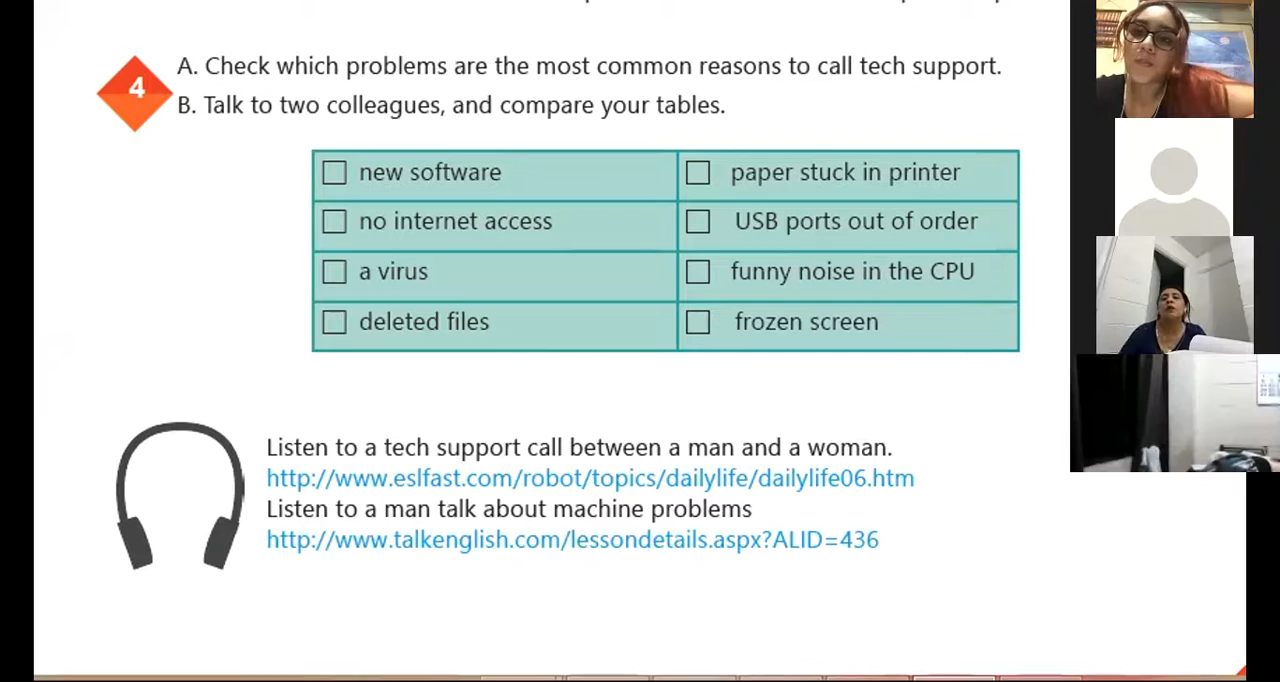 4
A. Check which problems are the most common reasons to call tech support.
B. Talk to two colleagues, and compare your tables.
new software
paper stuck in printer
no internet access
USB ports out of order
a virus
funny noise in the CPU
deleted files
frozen screen
Listen to a tech support call between a man and a woman.
http://www.eslfast.com/robot/topics/dailylife/dailylife06.htm
Listen to a man talk about machine problems
http://www.talkenglish.com/lessondetails.aspx?ALID=436